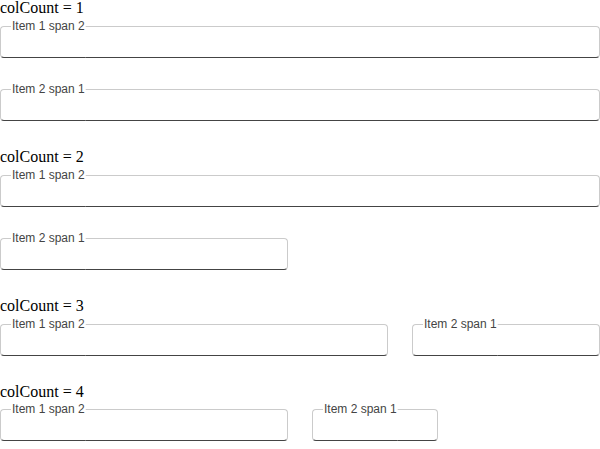 colCount = 1
Item 1 span 2
Item 2 span 1
colCount = 2
Item 1 span 2
Item 2 span 1
colCount = 3
Item 1 span 2 Item 2 span 1
colCount = 4
Item 1 span 2 Item 2 span 1